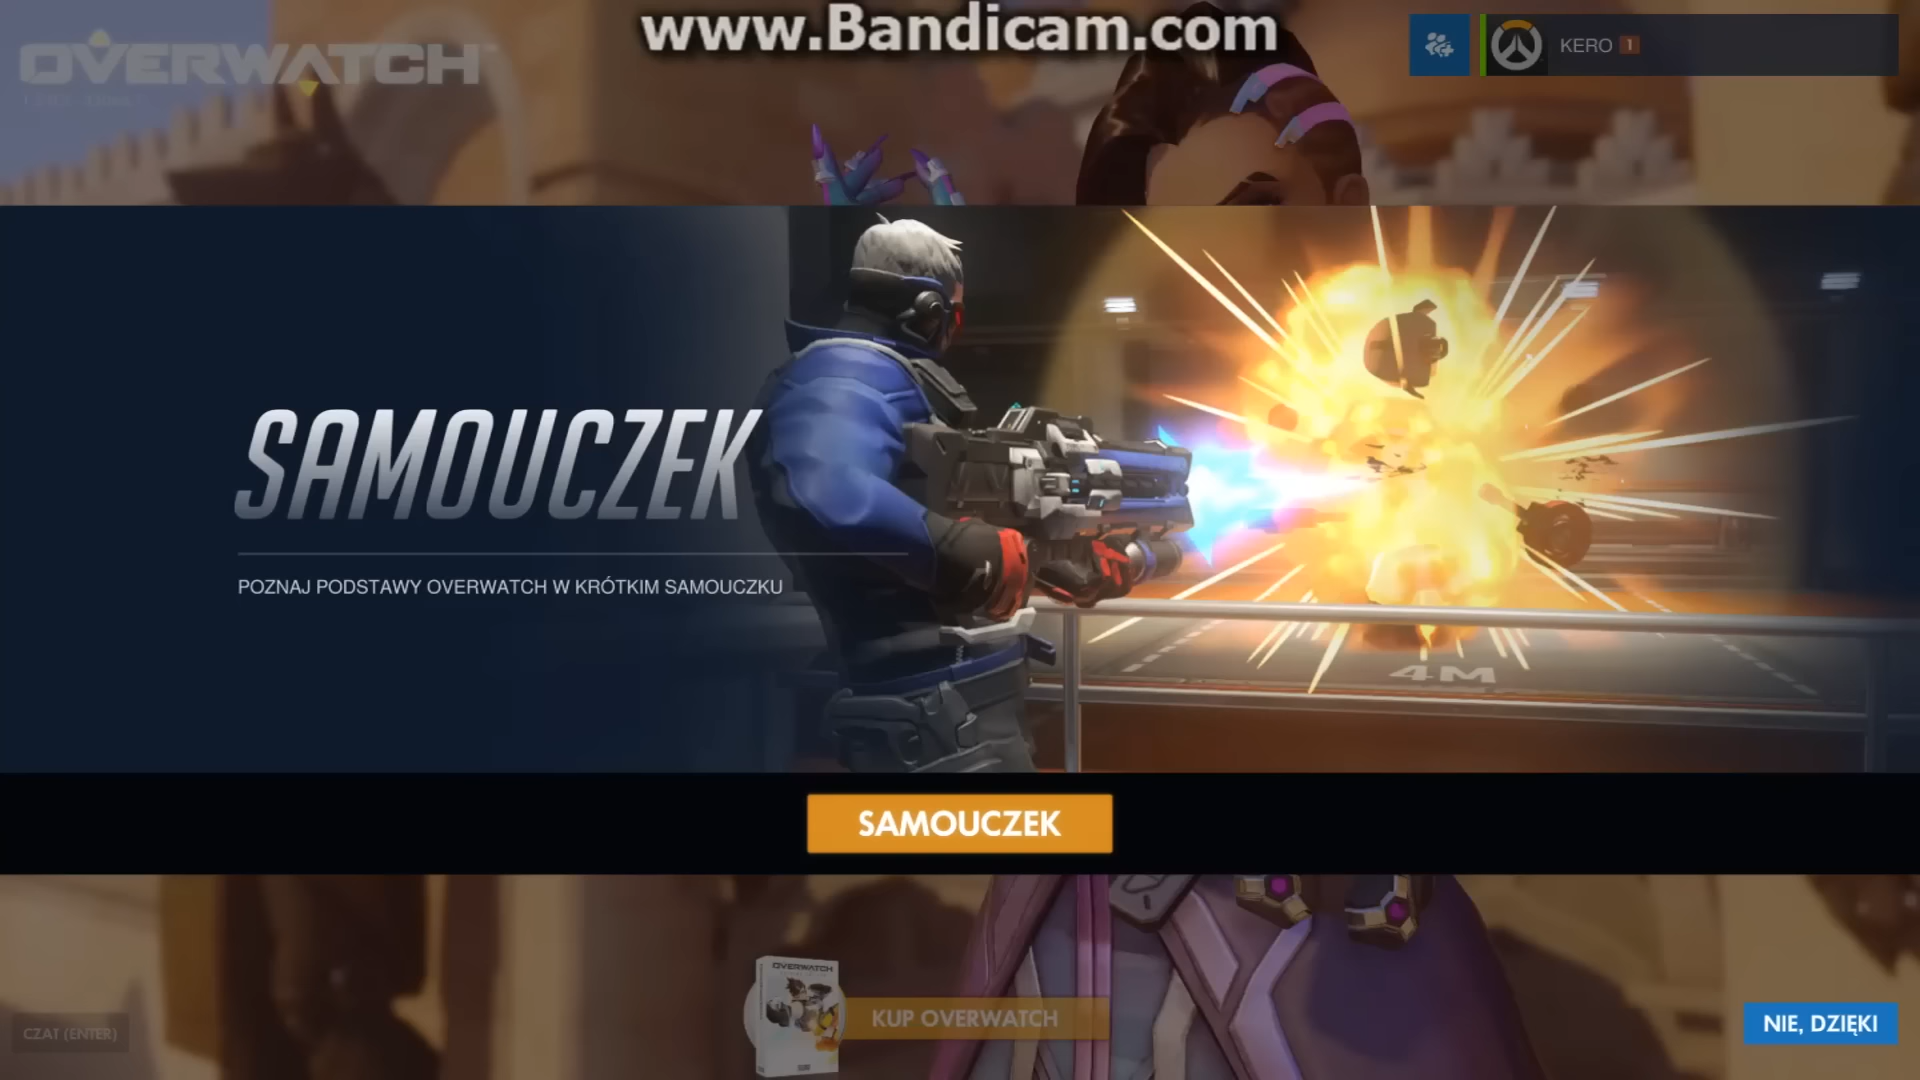 www.Bandicam.com
OVERWATCH
KERO 1
SAMOUCZEK
POZNAJ PODSTAWY OVERWATCH W KRÓTKIM SAMOUCZKU
4M
SAMOUCZEK
OVERWATCH
KUP OVERWATCH
CZAT (ENTER)
NIE, DZIĘKI